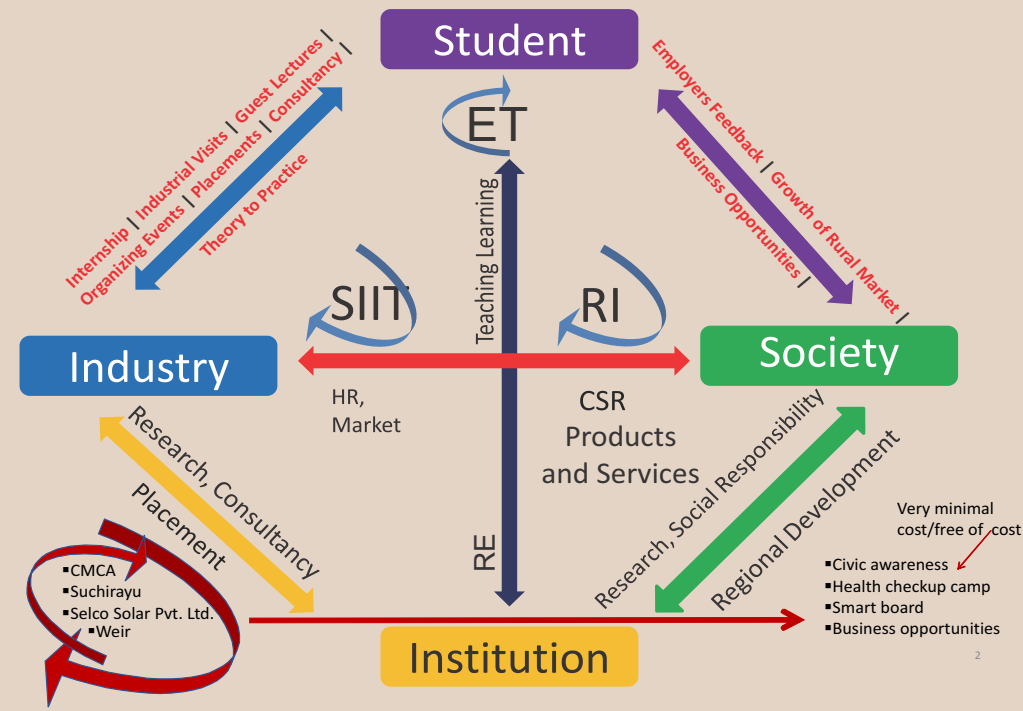 Student
Internship | Industrial Visits | Guest Lectures |
Organizing Events | Placements | Consultancy |
Theory to Practice
Employers Feedback | Growth of Rural Market |
Business Opportunities |
ET
Teaching Learning
SIIT
RI
Industry
Society
HR,
Market
CSR
Products
and Services
RE
Research, Consultancy
Placement
Research, Social Responsibility
Regional Development
▪CMCA
▪Suchirayu
▪Selco Solar Pvt. Ltd.
▪Weir
Very minimal
cost/free of cost
▪Civic awareness
▪Health checkup camp
▪Smart board
▪Business opportunities
Institution
2